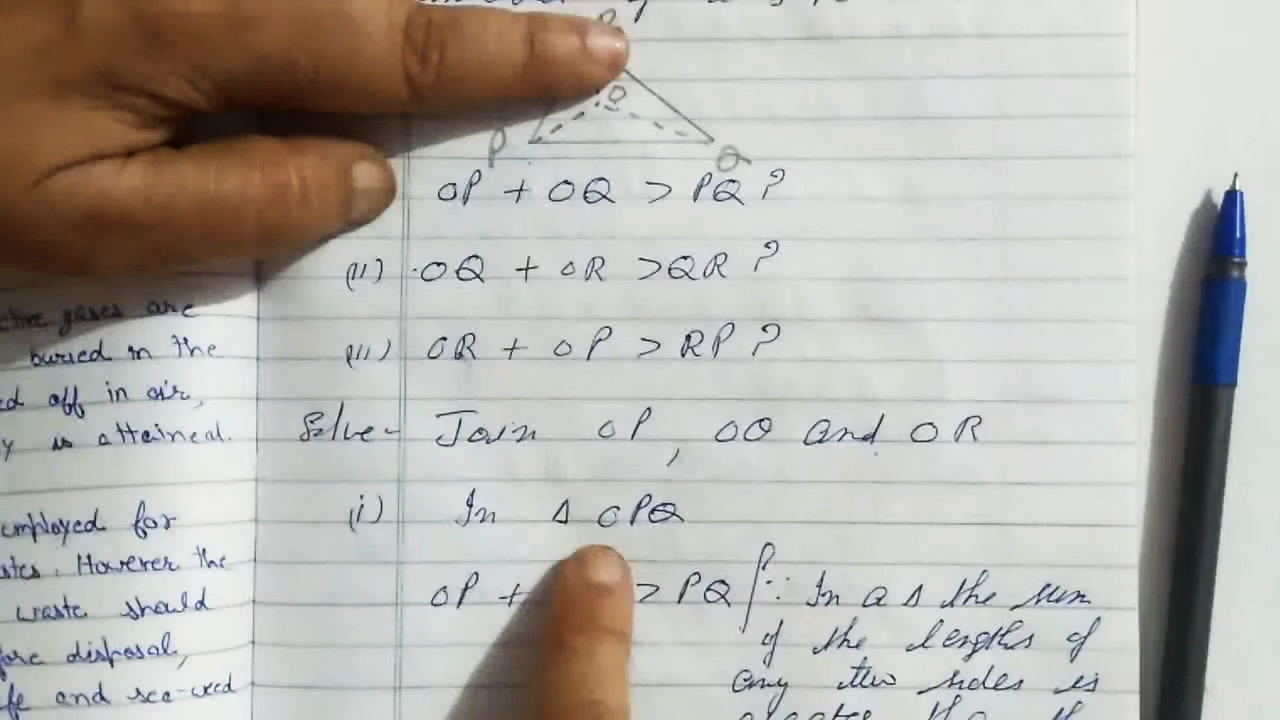 O
P Q
OP + OQ > PQ ?
(ii) OQ + OR > QR ?
(iii) OR + OP > RP ?
Solve - Join OP, OQ and OR
(i) In Δ OPQ
OP + > PQ [∵ In a Δ the sum
of the lengths of
any two sides is
gases are
buried in the
off in air,
y is attained.
employed for
However the
waste should
disposal,
and